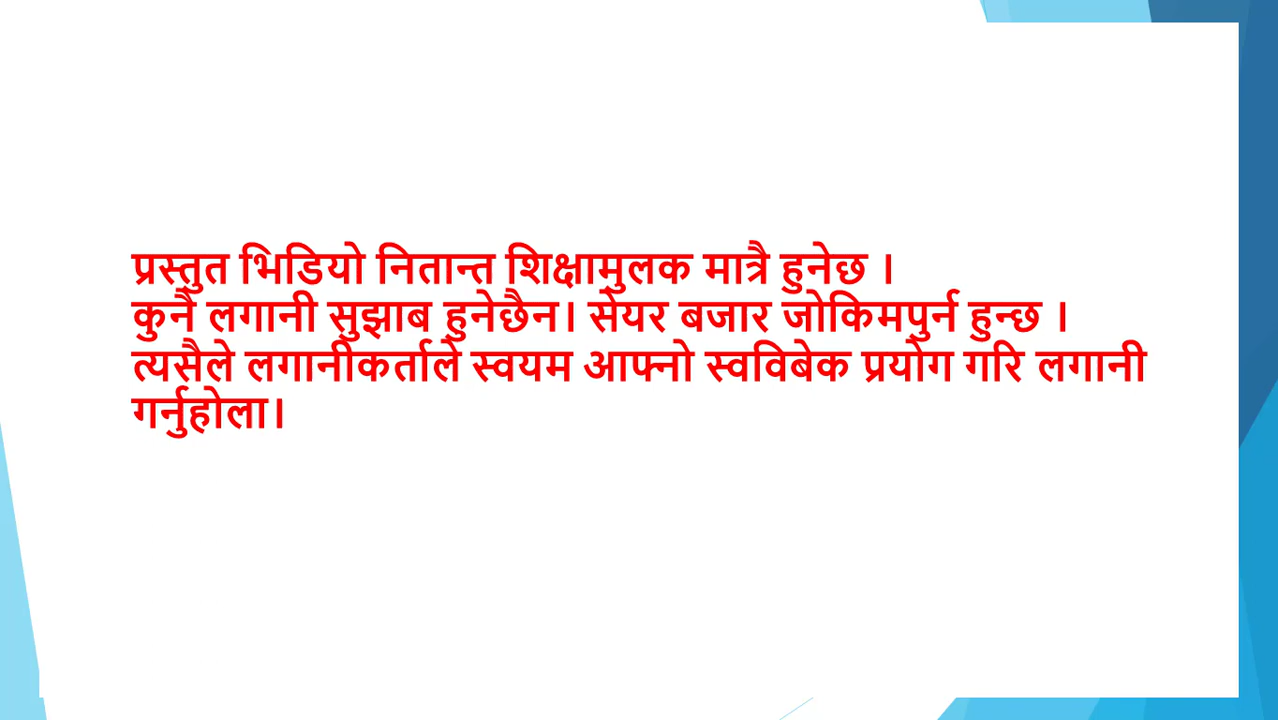 प्रस्तुत भिडियो नितान्त शिक्षामुलक मात्रै हुनेछ ।
कुनै लगानी सुझाब हुनेछैन। सेयर बजार जोकिमपुर्न हुन्छ ।
त्यसैले लगानीकर्ताले स्वयम आफ्नो स्वविबेक प्रयोग गरि लगानी
गर्नुहोला।